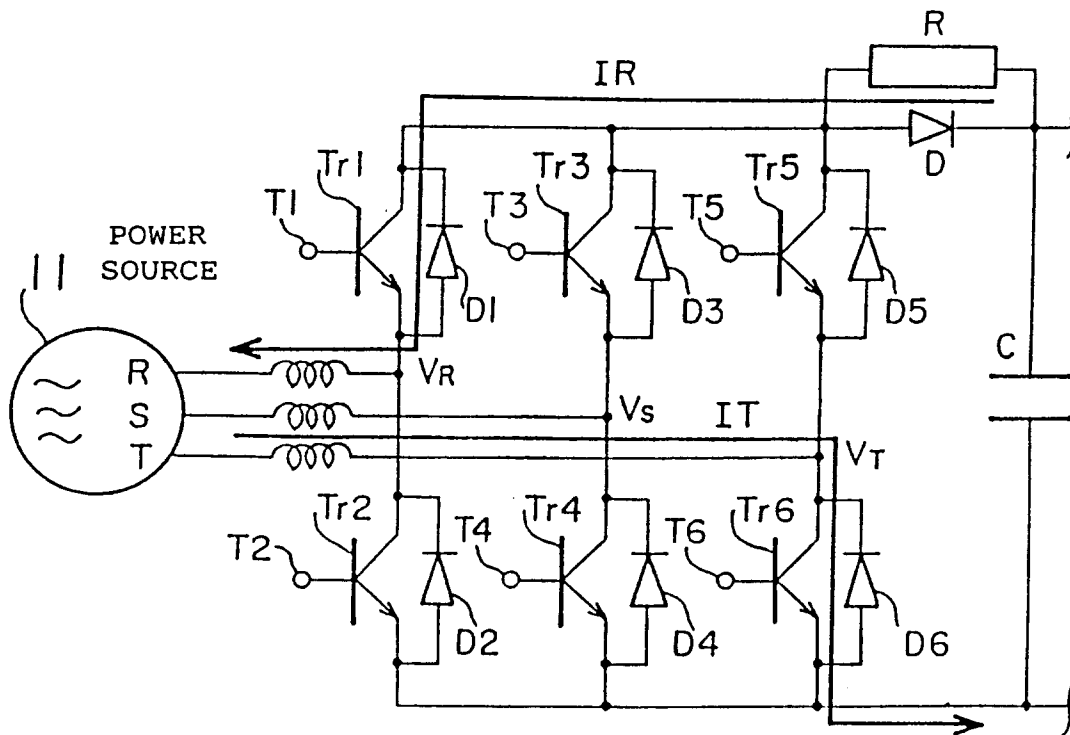 R
IR
D
Tr1
Tr3
Tr5
T1
T3
T5
POWER
SOURCE
11
D1
D3
D5
C
R
VR
S
VS
IT
T
VT
Tr2
Tr4
Tr6
T2
T4
T6
D2
D4
D6